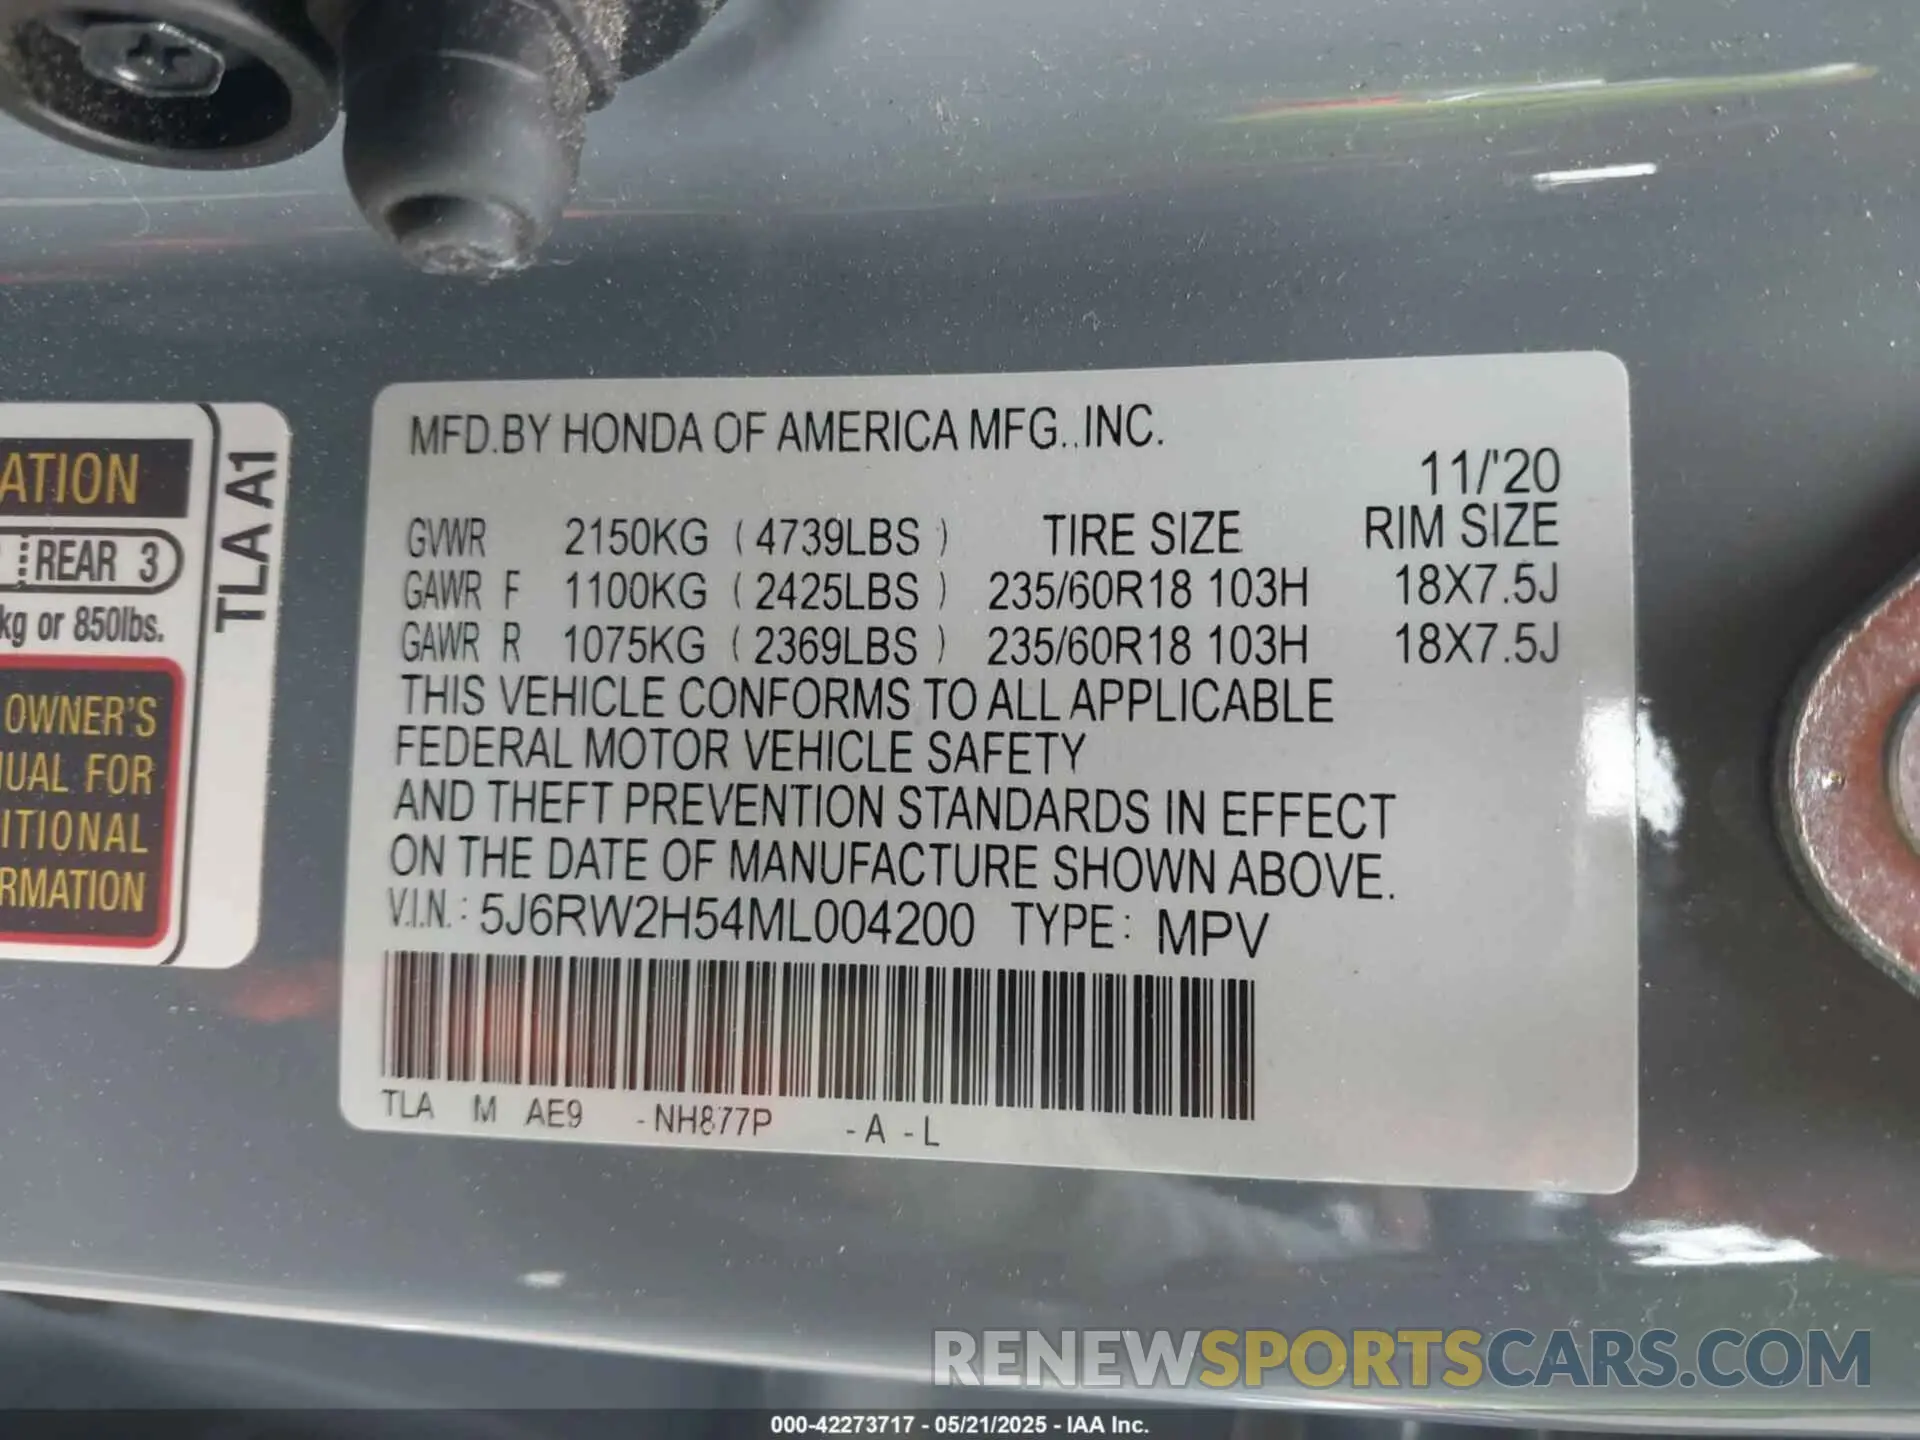 MFD.BY HONDA OF AMERICA MFG.,INC.
11/'20
GVWR 2150KG ( 4739LBS ) TIRE SIZE RIM SIZE
GAWR F 1100KG ( 2425LBS ) 235/60R18 103H 18X7.5J
GAWR R 1075KG ( 2369LBS ) 235/60R18 103H 18X7.5J
THIS VEHICLE CONFORMS TO ALL APPLICABLE
FEDERAL MOTOR VEHICLE SAFETY
AND THEFT PREVENTION STANDARDS IN EFFECT
ON THE DATE OF MANUFACTURE SHOWN ABOVE.
V.I.N.: 5J6RW2H54ML004200 TYPE: MPV
TLA M AE9 -NH877P -A -L
ATION
REAR 3
kg or 850lbs.
OWNER'S
UAL FOR
ITIONAL
RMATION
TLA A1
RENEWSPORTSCARS.COM
000-42273717 - 05/21/2025 - IAA Inc.